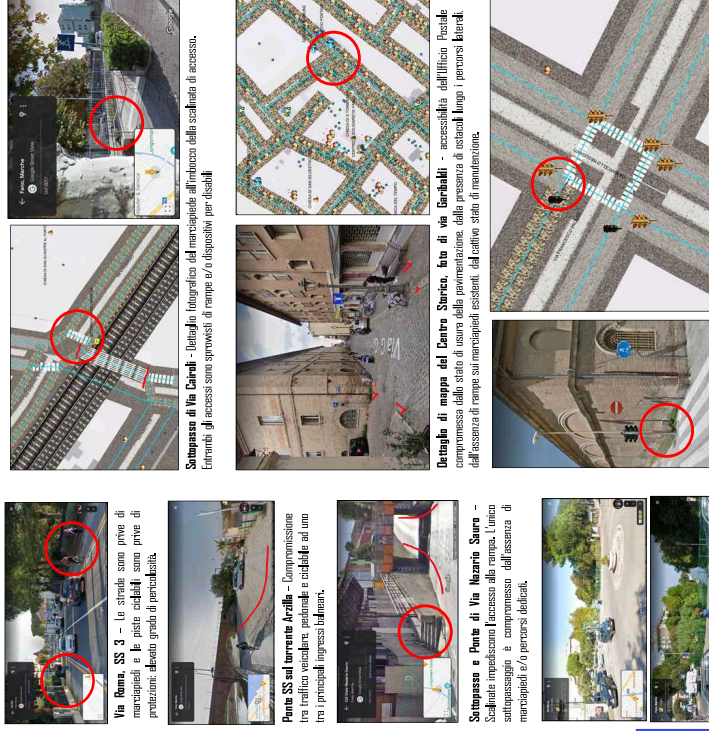 Via Roma, SS 3 – Le strade sono prive di
marciapiedi e le piste ciclabili sono prive di
protezioni: elevato grado di pericolosità.
Ponte SS sul torrente Arzilla – Compromissione
tra traffico veicolare, pedonale e ciclabile ad uno
tra i principali ingressi balneari.
Sottopasso e Ponte di Via Nazario Sauro –
Scalinate impediscono l'accesso alla rampa. L'unico
sottopassaggio è compromesso dall'assenza di
marciapiedi e/o percorsi dedicati.
Fano, Marche
Google Street View
Google
Sottopasso di Via Cairoli - Dettaglio fotografico del marciapiede all'imbocco della scalinata di accesso.
Entrambi gli accessi sono sprovvisti di rampe e/o dispositivi per disabili
VIA G G
Dettaglio di mappa del Centro Storico, foto di via Garibaldi - accessibilità dell'Ufficio Postale
compromessa dallo stato di usura della pavimentazione, dalla presenza di ostacoli lungo i percorsi laterali,
dall'assenza di rampe sui marciapiedi esistenti, dal cattivo stato di manutenzione.